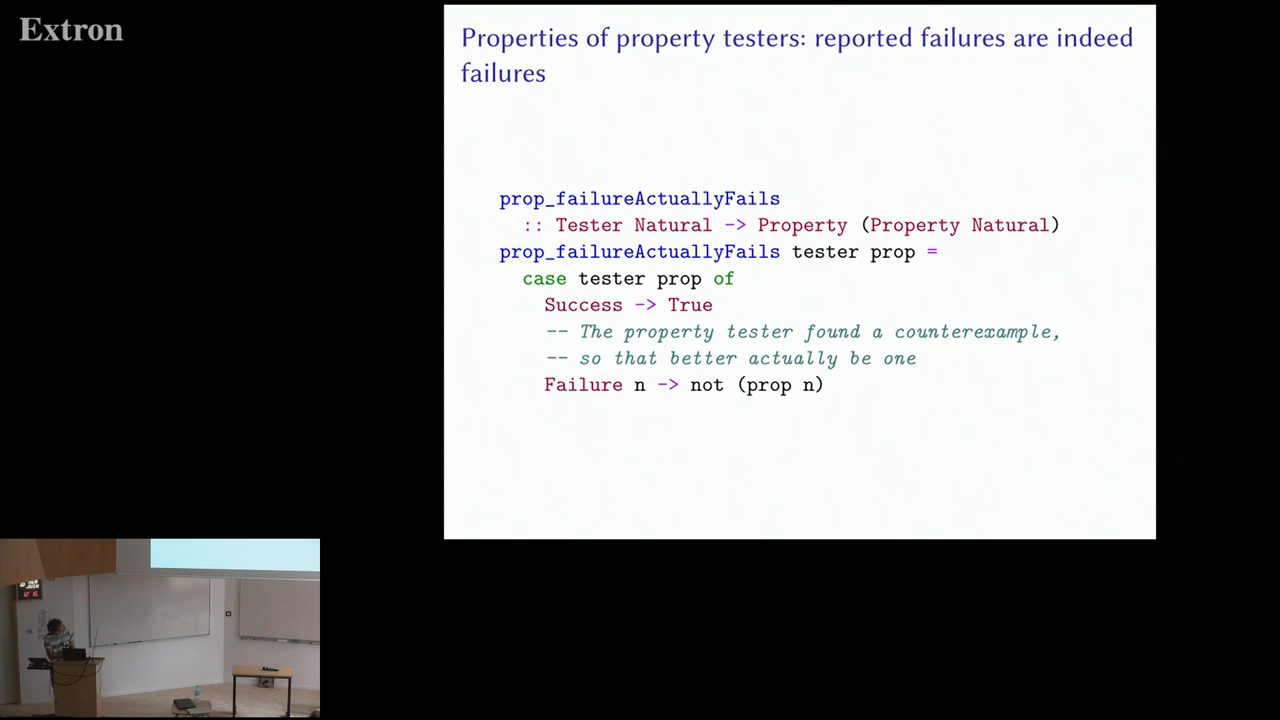 Extron
Properties of property testers: reported failures are indeed
failures
prop_failureActuallyFails
:: Tester Natural -> Property (Property Natural)
prop_failureActuallyFails tester prop =
case tester prop of
Success -> True
-- The property tester found a counterexample,
-- so that better actually be one
Failure n -> not (prop n)